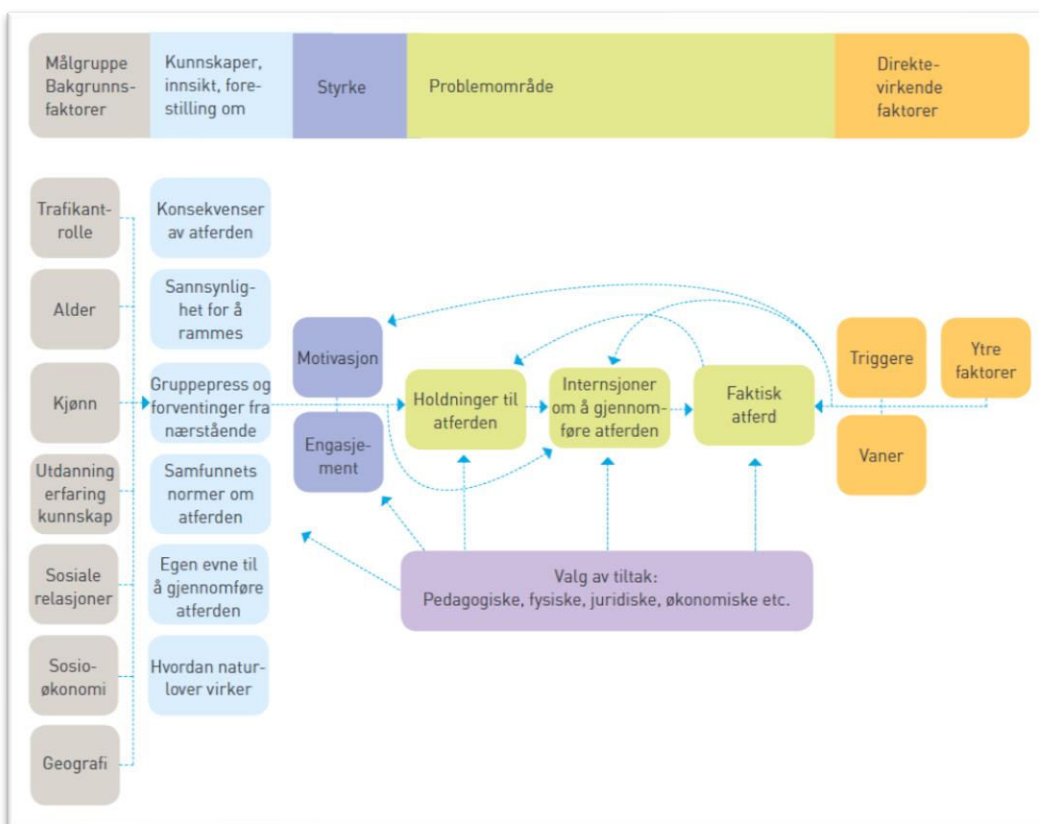 Målgruppe
Bakgrunns-
faktorer
Kunnskaper,
innsikt, fore-
stilling om
Styrke
Problemområde
Direkte-
virkende
faktorer
Trafikant-
rolle
Alder
Kjønn
Utdanning
erfaring
kunnskap
Sosiale
relasjoner
Sosio-
økonomi
Geografi
Konsekvenser
av atferden
Sannsynlig-
het for å
rammes
Gruppepress og
forventinger fra
nærstående
Samfunnets
normer om
atferden
Egen evne til
å gjennomføre
atferden
Hvordan natur-
lover virker
Motivasjon
Engasje-
ment
Holdninger til
atferden
Internsjoner
om å gjennom-
føre atferden
Faktisk
atferd
Triggere
Vaner
Ytre
faktorer
Valg av tiltak:
Pedagogiske, fysiske, juridiske, økonomiske etc.